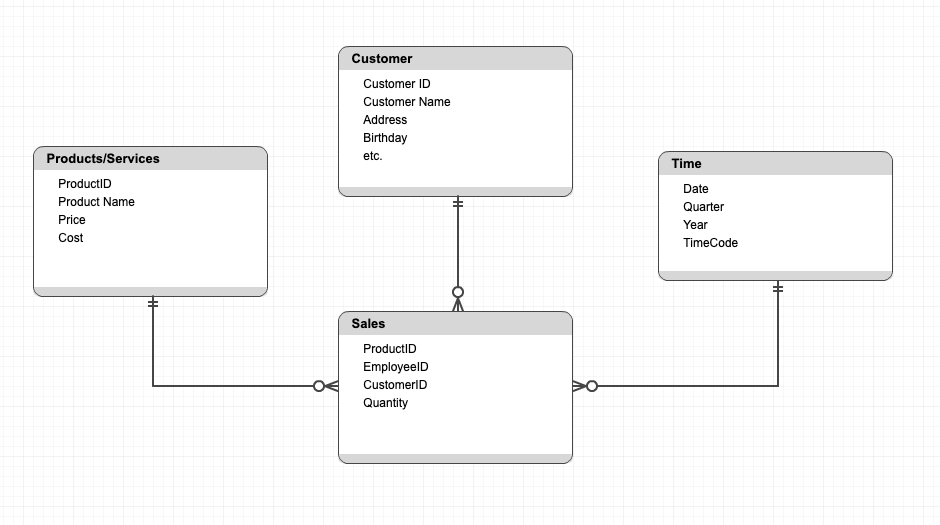 Customer
Customer ID
Customer Name
Address
Birthday
etc.
Products/Services
ProductID
Product Name
Price
Cost
Time
Date
Quarter
Year
TimeCode
Sales
ProductID
EmployeeID
CustomerID
Quantity